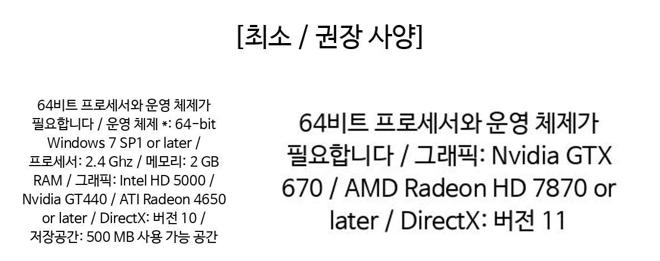 [최소 / 권장 사양]
64비트 프로세서와 운영 체제가
필요합니다 / 운영 체제 *: 64-bit
Windows 7 SP1 or later /
프로세서: 2.4 Ghz / 메모리: 2 GB
RAM / 그래픽: Intel HD 5000 /
Nvidia GT440 / ATI Radeon 4650
or later / DirectX: 버전 10 /
저장공간: 500 MB 사용 가능 공간
64비트 프로세서와 운영 체제가
필요합니다 / 그래픽: Nvidia GTX
670 / AMD Radeon HD 7870 or
later / DirectX: 버전 11